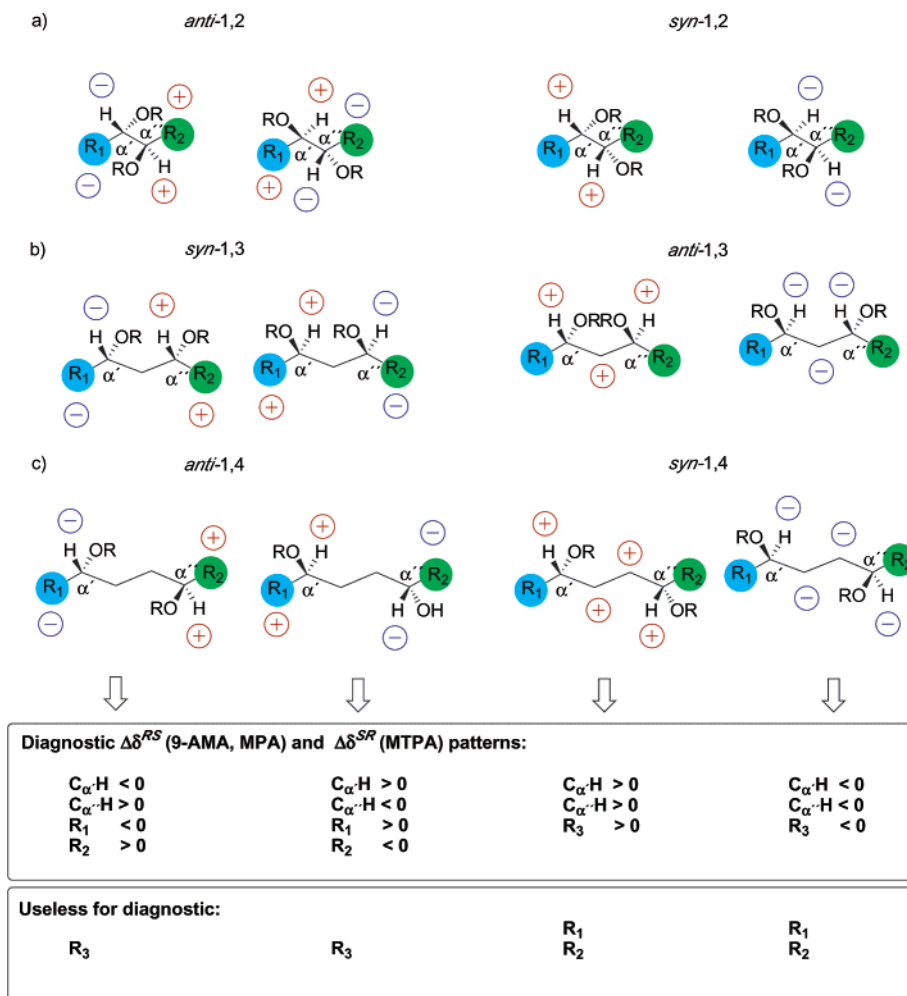 a) anti-1,2 syn-1,2
⊖ ⊕ ⊕ ⊖ ⊕ ⊖
H OR RO H H OR RO H
R₁ α´ α´´ R₂ R₁ α´ α´´ R₂ R₁ α´ α´´ R₂ R₁ α´ α´´ R₂
RO H H OR H OR RO H
⊖ ⊕ ⊕ ⊖ ⊕ ⊖
b) syn-1,3 anti-1,3
⊖ ⊕ ⊕ ⊖ ⊕ ⊕ ⊖ ⊖
H OR H OR RO H RO H H OR RO H RO H H OR
R₁ α´ α´´ R₂ R₁ α´ α´´ R₂ R₁ α´ α´´ R₂ R₁ α´ α´´ R₂
⊖ ⊕ ⊕ ⊖ ⊕ ⊖
c) anti-1,4 syn-1,4
⊖ ⊕ ⊕ ⊖ ⊕ ⊕ ⊖ ⊖
H OR RO H H OR RO H
R₁ α´ α´´ R₂ R₁ α´ α´´ R₂ R₁ α´ α´´ R₂ R₁ α´ α´´ R₂
RO H H OH H OR RO H
⊖ ⊕ ⊕ ⊖ ⊕ ⊕ ⊖ ⊖
Diagnostic Δδᴿˢ (9-AMA, MPA) and Δδˢᴿ (MTPA) patterns:
Cα´H < 0 Cα´H > 0 Cα´H > 0 Cα´H < 0
Cα´´H > 0 Cα´´H < 0 Cα´´H > 0 Cα´´H < 0
R₁ < 0 R₁ > 0 R₃ > 0 R₃ < 0
R₂ > 0 R₂ < 0
Useless for diagnostic:
R₃ R₃ R₁ R₁
R₂ R₂